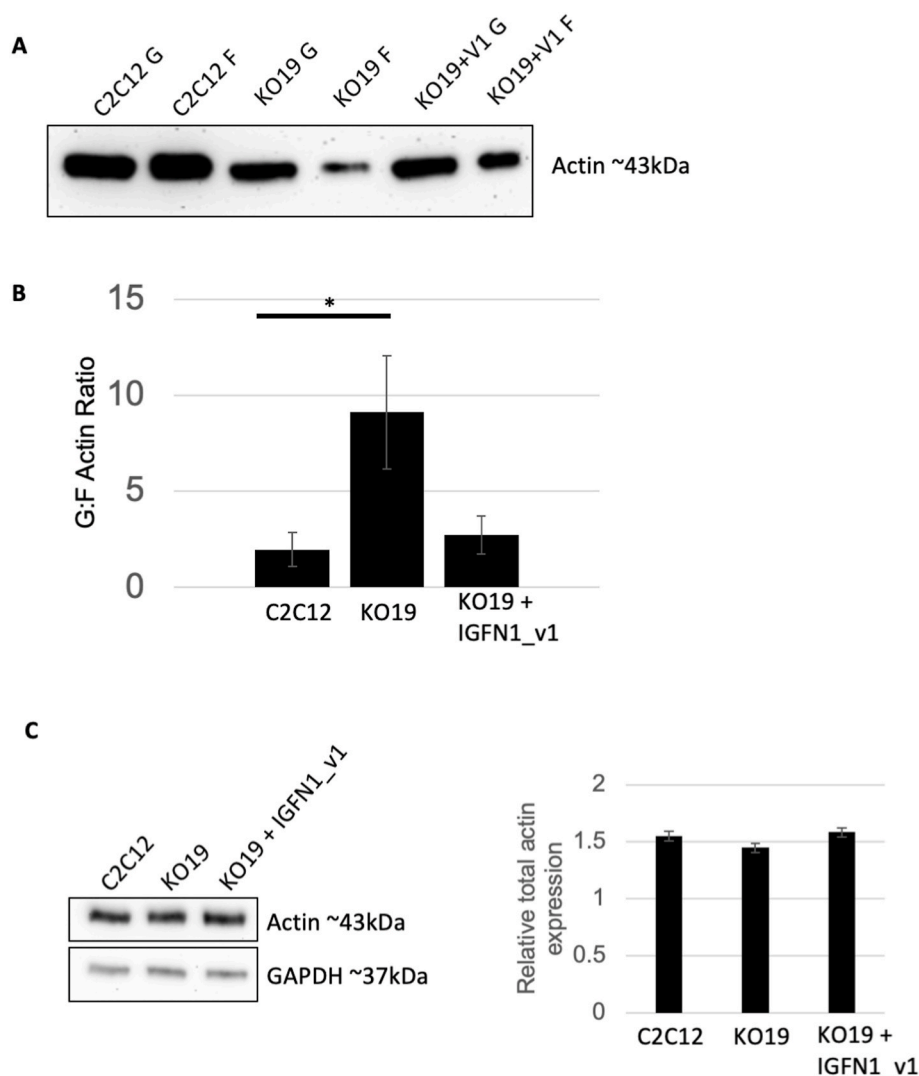 A
C2C12 G
C2C12 F
KO19 G
KO19 F
KO19+V1 G
KO19+V1 F
Actin ~43kDa
B
15
10
5
0
G:F Actin Ratio
*
C2C12
KO19
KO19 +
IGFN1_v1
C
C2C12
KO19
KO19 + IGFN1_v1
Actin ~43kDa
GAPDH ~37kDa
2
1.5
1
0.5
0
Relative total actin
expression
C2C12
KO19
KO19 +
IGFN1_v1